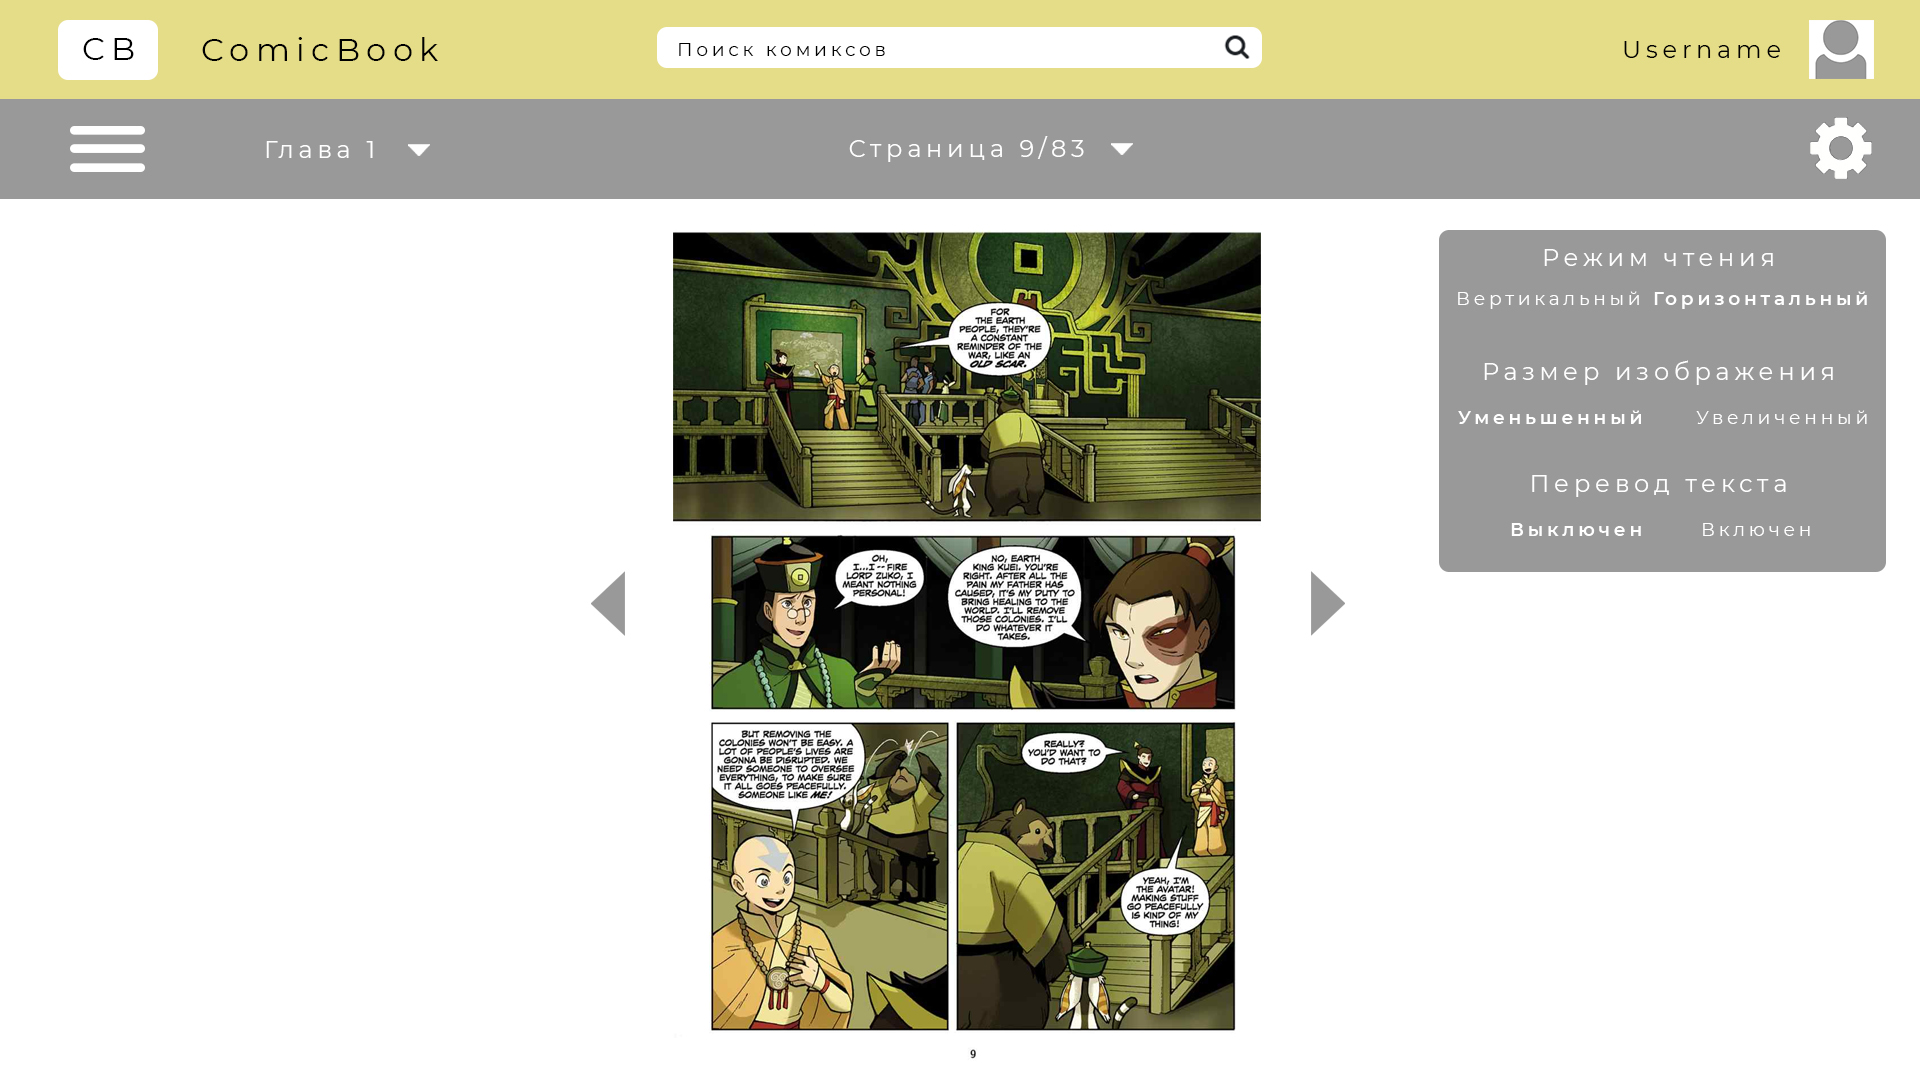 CB
ComicBook
Поиск комиксов
Username
Глава 1
Страница 9/83
Режим чтения
Вертикальный Горизонтальный
Размер изображения
Уменьшенный Увеличенный
Перевод текста
Выключен Включен
FOR
THE EARTH
PEOPLE, THEY'RE
A CONSTANT
REMINDER OF THE
WAR, LIKE AN
OLD SCAR.
OH,
I...I -- FIRE
LORD ZUKO, I
MEANT NOTHING
PERSONAL!
NO, EARTH
KING KUEI. YOU'RE
RIGHT. AFTER ALL THE
PAIN MY FATHER HAS
CAUSED, IT'S MY DUTY TO
BRING HEALING TO THE
WORLD. I'LL REMOVE
THOSE COLONIES. I'LL
DO WHATEVER IT
TAKES.
BUT REMOVING THE
COLONIES WON'T BE EASY. A
LOT OF PEOPLE'S LIVES ARE
GONNA BE DISRUPTED. WE
NEED SOMEONE TO OVERSEE
EVERYTHING, TO MAKE SURE
IT ALL GOES PEACEFULLY.
SOMEONE LIKE ME!
REALLY?
YOU'D WANT TO
DO THAT?
YEAH, I'M
THE AVATAR!
MAKING STUFF
GO PEACEFULLY
IS KIND OF MY
THING!
9